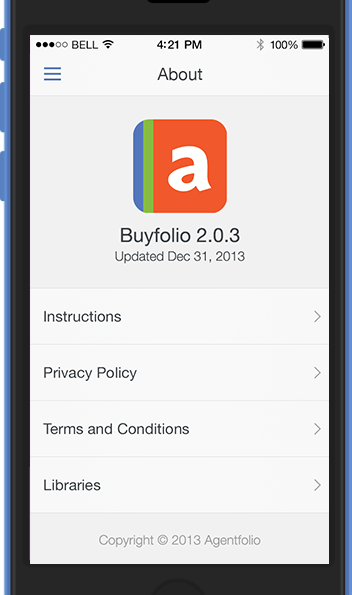 BELL 4:21 PM 100%
About
a
Buyfolio 2.0.3
Updated Dec 31, 2013
Instructions
Privacy Policy
Terms and Conditions
Libraries
Copyright © 2013 Agentfolio